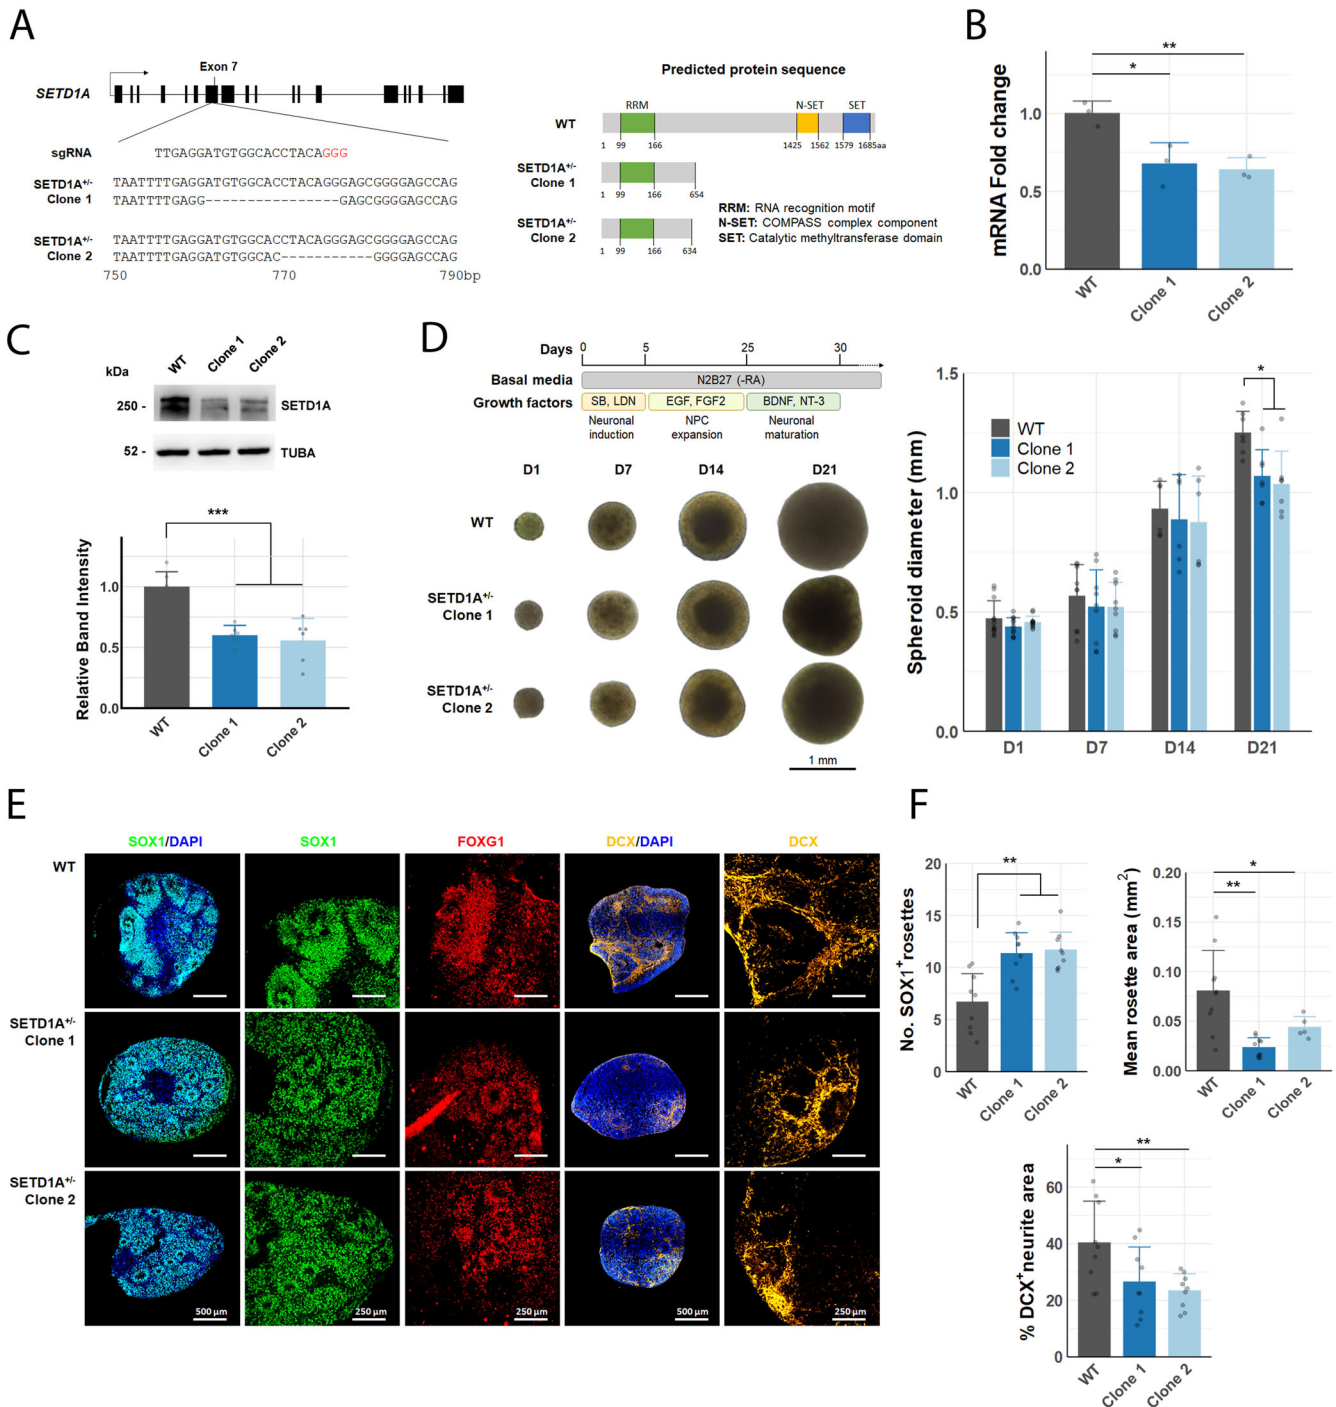 A
Exon 7
SETD1A
sgRNA
TTGAGGATGTGGCACCTACAGGG
SETD1A+/-
Clone 1
TAATTTTGAGGATGTGGCACCTACAGGGAGCGGGGAGCCAG
TAATTTTGAGG----------------GAGCGGGGAGCCAG
SETD1A+/-
Clone 2
TAATTTTGAGGATGTGGCACCTACAGGGAGCGGGGAGCCAG
TAATTTTGAGGATGTGGCAC-----------GGGGAGCCAG
750 770 790bp
Predicted protein sequence
RRM N-SET SET
WT
1 99 166 1425 1562 1579 1685aa
SETD1A+/-
Clone 1
1 99 166 654
SETD1A+/-
Clone 2
1 99 166 634
RRM: RNA recognition motif
N-SET: COMPASS complex component
SET: Catalytic methyltransferase domain
B
mRNA Fold change
**
*
1.0
0.5
0.0
WT Clone 1 Clone 2
C
WT Clone 1 Clone 2
kDa
250 - SETD1A
52 - TUBA
Relative Band Intensity
***
1.0
0.5
0.0
WT Clone 1 Clone 2
D
Days 0 5 25 30
Basal media N2B27 (-RA)
Growth factors SB, LDN EGF, FGF2 BDNF, NT-3
Neuronal induction
NPC expansion
Neuronal maturation
D1 D7 D14 D21
WT
SETD1A+/-
Clone 1
SETD1A+/-
Clone 2
1 mm
Spheroid diameter (mm)
*
1.5
1.0
0.5
0.0
WT
Clone 1
Clone 2
D1 D7 D14 D21
E
SOX1/DAPI SOX1 FOXG1 DCX/DAPI DCX
WT
SETD1A+/-
Clone 1
SETD1A+/-
Clone 2
500 µm 250 µm 250 µm 500 µm 250 µm
F
No. SOX1+rosettes
**
20
15
10
5
0
WT Clone 1 Clone 2
Mean rosette area (mm2)
*
**
0.20
0.15
0.10
0.05
0.00
WT Clone 1 Clone 2
% DCX+neurite area
**
*
60
40
20
0
WT Clone 1 Clone 2